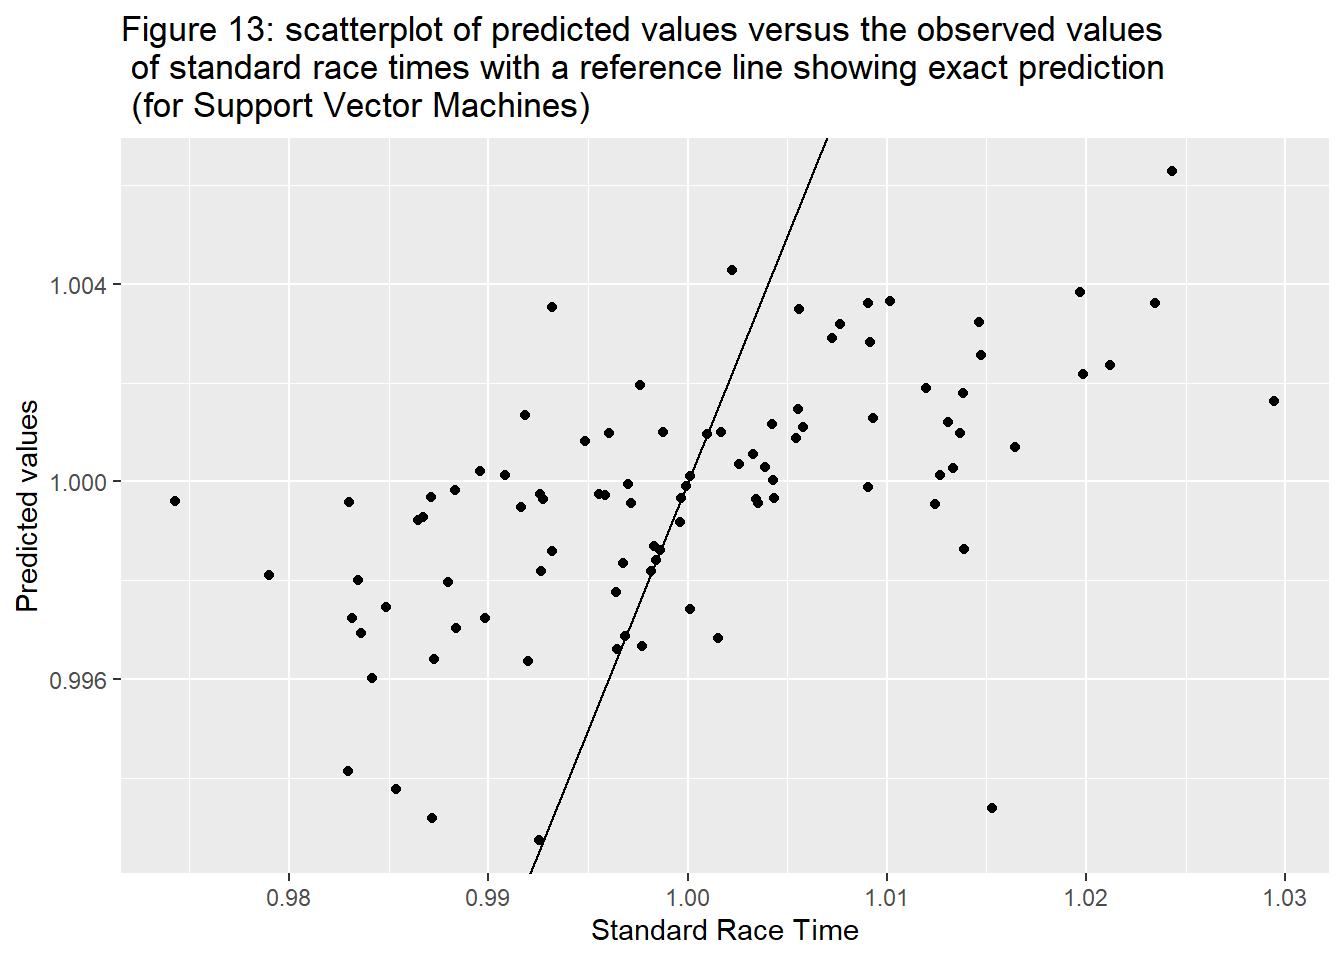 Figure 13: scatterplot of predicted values versus the observed values
of standard race times with a reference line showing exact prediction
(for Support Vector Machines)
1.004
1.000
0.996
Predicted values
0.98 0.99 1.00 1.01 1.02 1.03
Standard Race Time